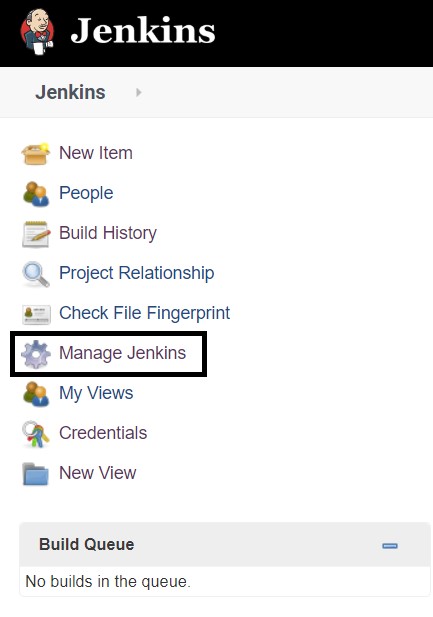 Jenkins
Jenkins
New Item
People
Build History
Project Relationship
Check File Fingerprint
Manage Jenkins
My Views
Credentials
New View
Build Queue
No builds in the queue.